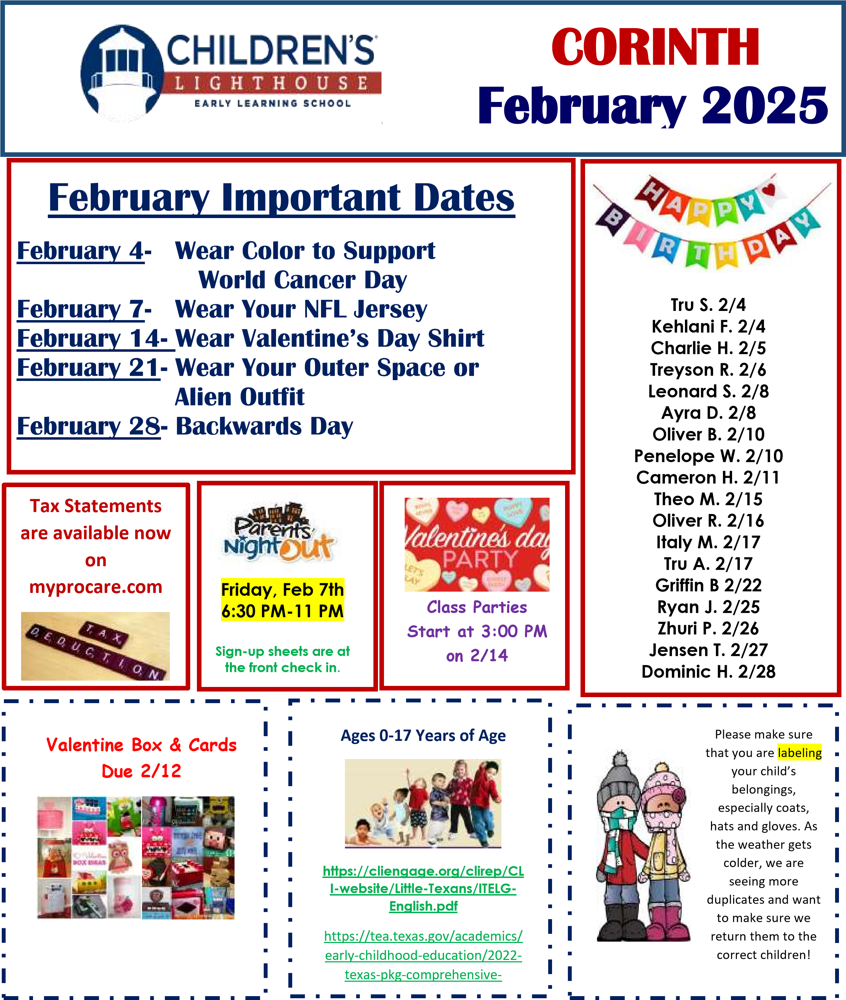 CHILDREN'S
LIGHTHOUSE
EARLY LEARNING SCHOOL
CORINTH
February 2025
February Important Dates
February 4- Wear Color to Support
World Cancer Day
February 7- Wear Your NFL Jersey
February 14- Wear Valentine's Day Shirt
February 21- Wear Your Outer Space or
Alien Outfit
February 28- Backwards Day
HAPPY
BIRTHDAY
Tru S. 2/4
Kehlani F. 2/4
Charlie H. 2/5
Treyson R. 2/6
Leonard S. 2/8
Ayra D. 2/8
Oliver B. 2/10
Penelope W. 2/10
Cameron H. 2/11
Theo M. 2/15
Oliver R. 2/16
Italy M. 2/17
Tru A. 2/17
Griffin B 2/22
Ryan J. 2/25
Zhuri P. 2/26
Jensen T. 2/27
Dominic H. 2/28
Tax Statements
are available now
on
myprocare.com
TAX
DEDUCTION
Parents'
Night Out
Friday, Feb 7th
6:30 PM-11 PM
Sign-up sheets are at
the front check in.
Valentine's day
PARTY
Class Parties
Start at 3:00 PM
on 2/14
Valentine Box & Cards
Due 2/12
Valentine
BOX IDEAS
Ages 0-17 Years of Age
https://cliengage.org/clirep/CL
I-website/Little-Texans/ITELG-
English.pdf
https://tea.texas.gov/academics/
early-childhood-education/2022-
texas-pkg-comprehensive-
Please make sure
that you are labeling
your child's
belongings,
especially coats,
hats and gloves. As
the weather gets
colder, we are
seeing more
duplicates and want
to make sure we
return them to the
correct children!